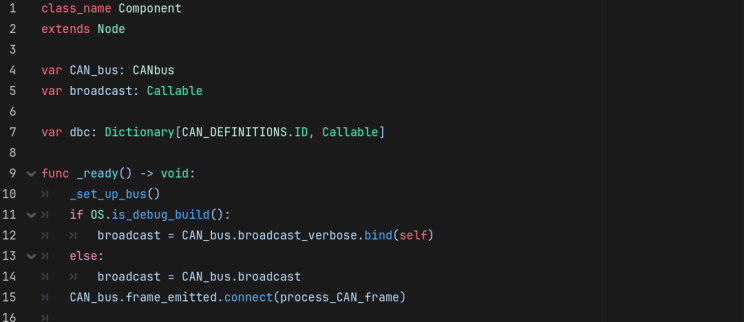 1 class_name Component
2 extends Node
3
4 var CAN_bus: CANbus
5 var broadcast: Callable
6
7 var dbc: Dictionary[CAN_DEFINITIONS.ID, Callable]
8
9 func _ready() -> void:
10 _set_up_bus()
11 if OS.is_debug_build():
12 broadcast = CAN_bus.broadcast_verbose.bind(self)
13 else:
14 broadcast = CAN_bus.broadcast
15 CAN_bus.frame_emitted.connect(process_CAN_frame)
16